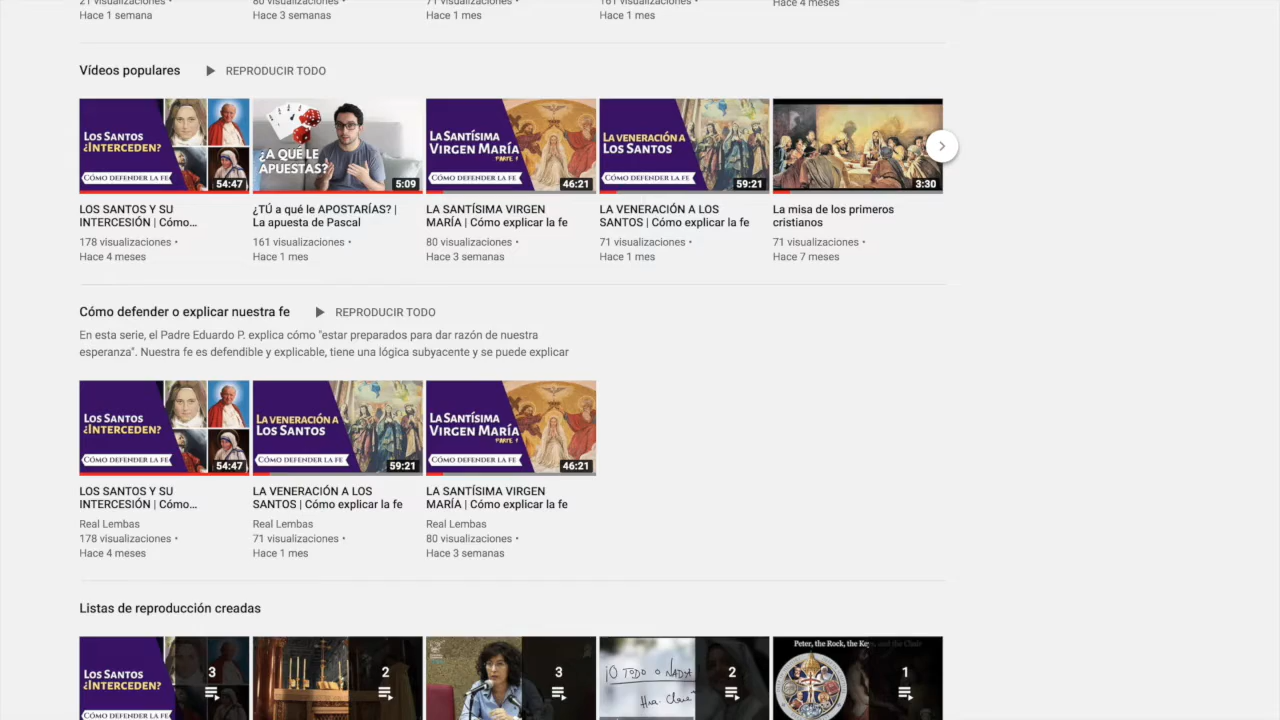 21 visualizaciones •
80 visualizaciones •
71 visualizaciones •
161 visualizaciones •
Hace 4 meses
Hace 1 semana
Hace 3 semanas
Hace 1 mes
Hace 1 mes
Vídeos populares
REPRODUCIR TODO
LOS SANTOS
¿INTERCEDEN?
CÓMO DEFENDER LA FE
54:47
¿A QUÉ LE
APUESTAS?
5:09
LA SANTÍSIMA
VIRGEN MARÍA
PARTE 1
CÓMO DEFENDER LA FE
46:21
LA VENERACIÓN A
LOS SANTOS
CÓMO DEFENDER LA FE
59:21
3:30
LOS SANTOS Y SU
INTERCESIÓN | Cómo...
178 visualizaciones •
Hace 4 meses
¿TÚ a qué le APOSTARÍAS? |
La apuesta de Pascal
161 visualizaciones •
Hace 1 mes
LA SANTÍSIMA VIRGEN
MARÍA | Cómo explicar la fe
80 visualizaciones •
Hace 3 semanas
LA VENERACIÓN A LOS
SANTOS | Cómo explicar la fe
71 visualizaciones •
Hace 1 mes
La misa de los primeros
cristianos
71 visualizaciones •
Hace 7 meses
Cómo defender o explicar nuestra fe
REPRODUCIR TODO
En esta serie, el Padre Eduardo P. explica cómo "estar preparados para dar razón de nuestra
esperanza". Nuestra fe es defendible y explicable, tiene una lógica subyacente y se puede explicar
LOS SANTOS
¿INTERCEDEN?
CÓMO DEFENDER LA FE
54:47
LA VENERACIÓN A
LOS SANTOS
CÓMO DEFENDER LA FE
59:21
LA SANTÍSIMA
VIRGEN MARÍA
PARTE 1
CÓMO DEFENDER LA FE
46:21
LOS SANTOS Y SU
INTERCESIÓN | Cómo...
Real Lembas
178 visualizaciones •
Hace 4 meses
LA VENERACIÓN A LOS
SANTOS | Cómo explicar la fe
Real Lembas
71 visualizaciones •
Hace 1 mes
LA SANTÍSIMA VIRGEN
MARÍA | Cómo explicar la fe
Real Lembas
80 visualizaciones •
Hace 3 semanas
Listas de reproducción creadas
LOS SANTOS
¿INTERCEDEN?
CÓMO DEFENDER LA FE
3
2
3
¡O TODO O NADA
Hna. Clare
2
Peter, the Rock, the Keys, and the Chair
1